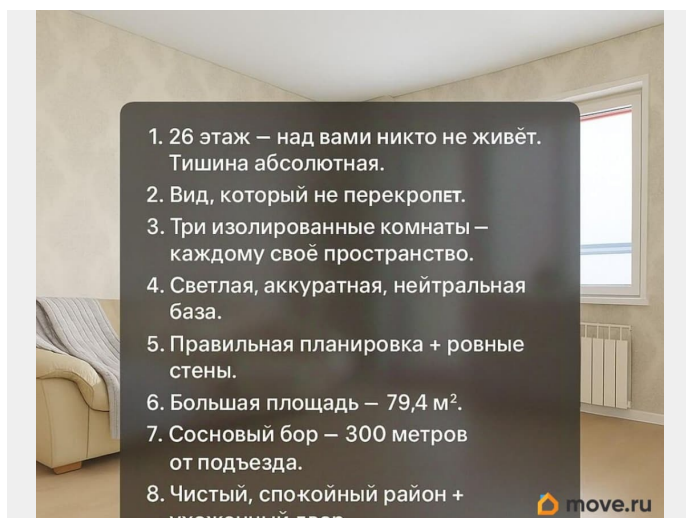 1. 26 этаж – над вами никто не живёт.
Тишина абсолютная.
2. Вид, который не перекропет.
3. Три изолированные комнаты –
каждому своё пространство.
4. Светлая, аккуратная, нейтральная
база.
5. Правильная планировка + ровные
стены.
6. Большая площадь – 79,4 м².
7. Сосновый бор – 300 метров
от подъезда.
8. Чистый, спокойный район +
move.ru